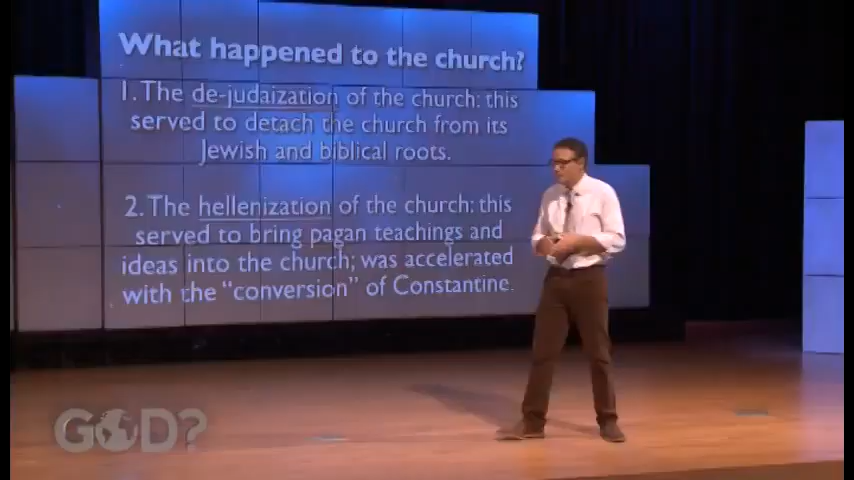 What happened to the church?
1. The de-judaization of the church: this
served to detach the church from its
Jewish and biblical roots.
2. The hellenization of the church: this
served to bring pagan teachings and
ideas into the church; was accelerated
with the "conversion" of Constantine.
GOD?